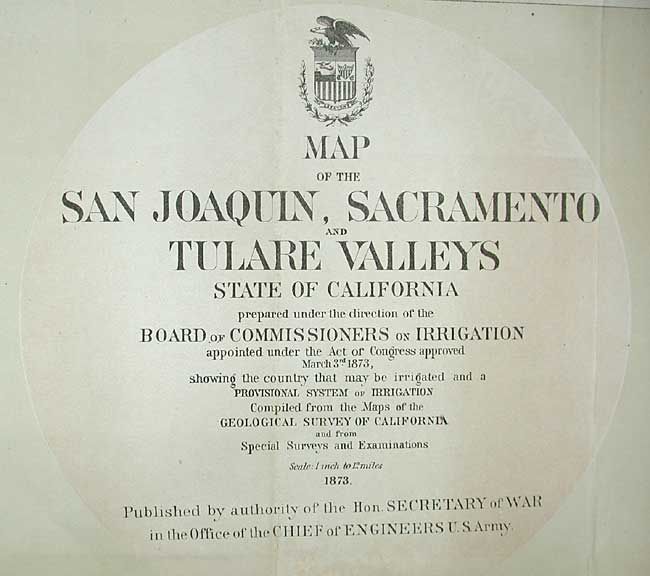 MAP
OF THE
SAN JOAQUIN, SACRAMENTO
AND
TULARE VALLEYS
STATE OF CALIFORNIA
prepared under the direction of the
BOARD OF COMMISSIONERS ON IRRIGATION
appointed under the Act of Congress approved
March 3rd 1873,
showing the country that may be irrigated and a
PROVISIONAL SYSTEM OF IRRIGATION
Compiled from the Maps of the
GEOLOGICAL SURVEY OF CALIFORNIA
and from
Special Surveys and Examinations
Scale: 1 inch to 12 miles
1873.
Published by authority of the Hon. SECRETARY of WAR
in the Office of the CHIEF of ENGINEERS U.S. Army.